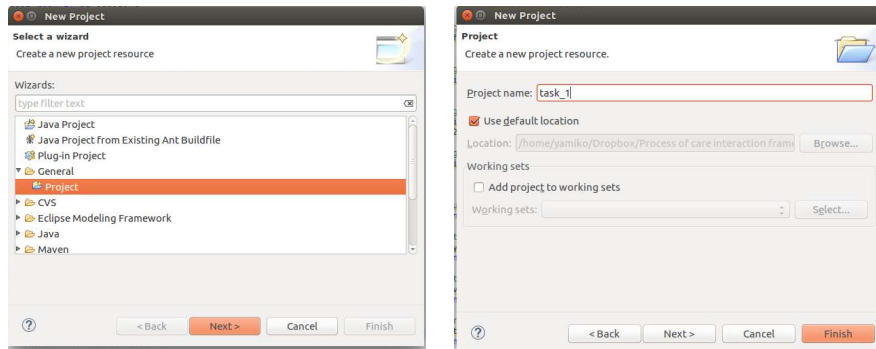 New Project
Select a wizard
Create a new project resource
Wizards:
type filter text
Java Project
Java Project from Existing Ant Buildfile
Plug-in Project
General
Project
CVS
Eclipse Modeling Framework
Java
Maven
?
< Back Next > Cancel Finish
New Project
Project
Create a new project resource.
Project name: task_1
Use default location
Location: /home/yamiko/Dropbox/Process of care interaction frame Browse...
Working sets
Add project to working sets
Working sets: Select...
?
< Back Next > Cancel Finish